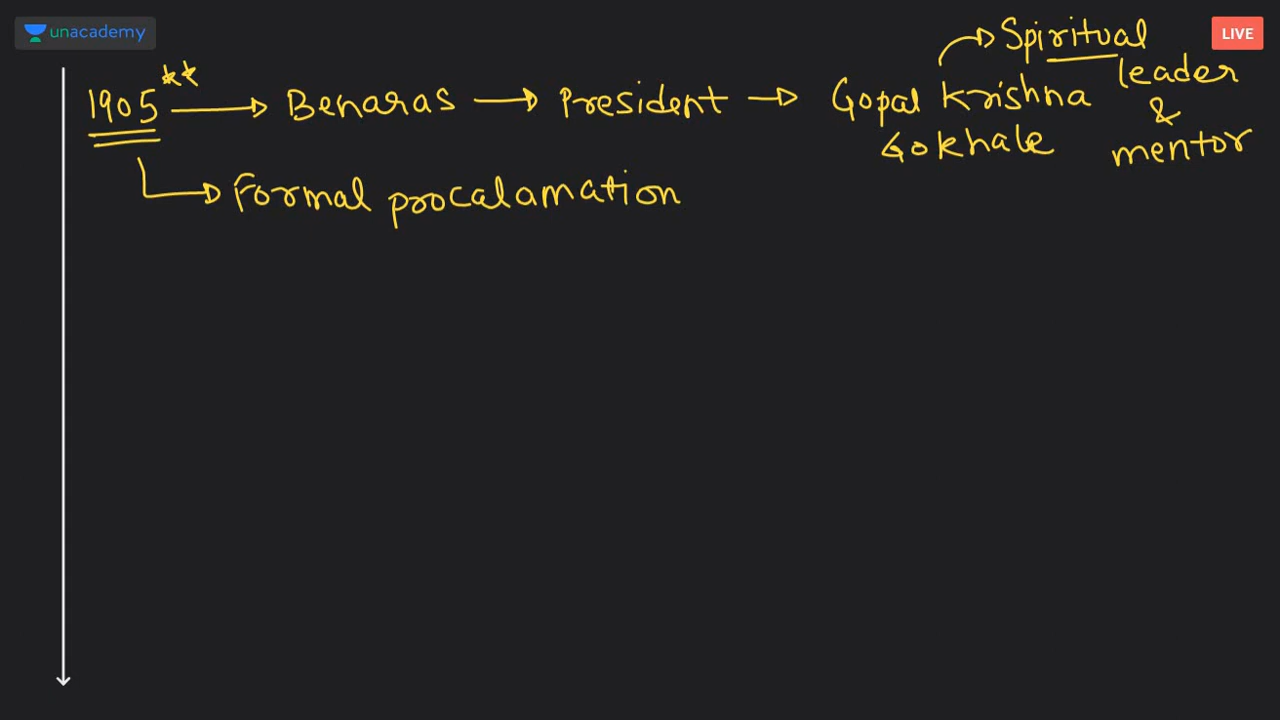 unacademy
LIVE
Spiritual
leader
&
mentor
1905** → Benaras → President → Gopal Krishna
Gokhale
Formal procalamation